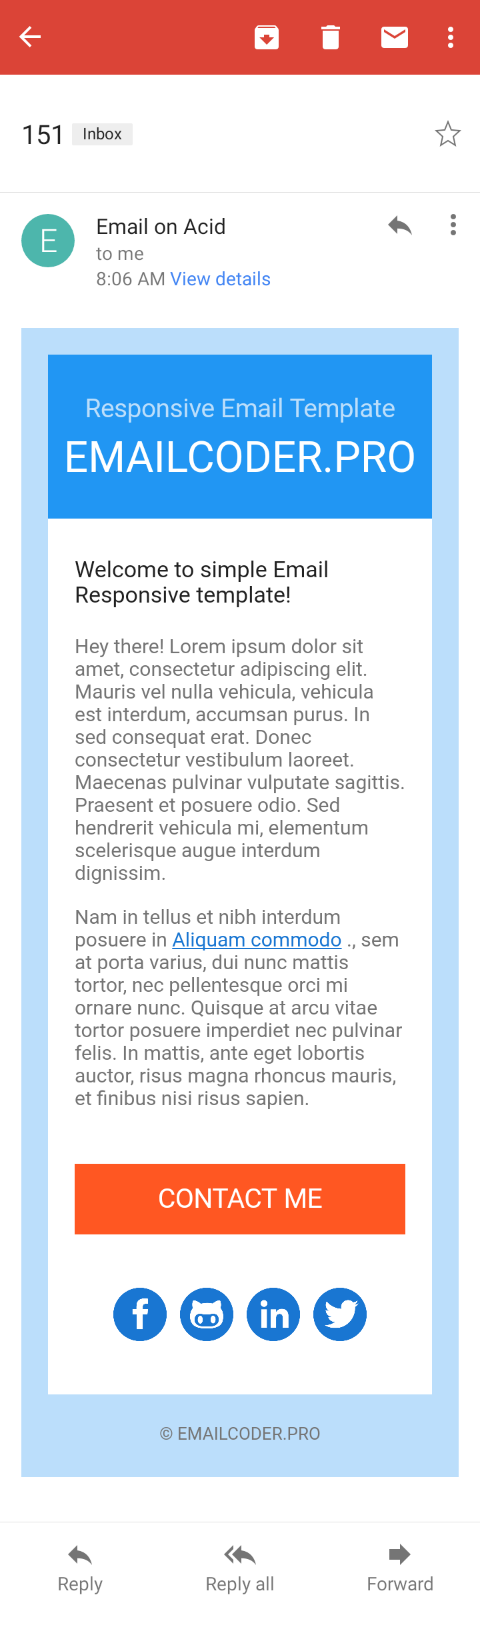 151 Inbox
E
Email on Acid
to me
8:06 AM View details
Responsive Email Template
EMAILCODER.PRO
Welcome to simple Email
Responsive template!
Hey there! Lorem ipsum dolor sit
amet, consectetur adipiscing elit.
Mauris vel nulla vehicula, vehicula
est interdum, accumsan purus. In
sed consequat erat. Donec
consectetur vestibulum laoreet.
Maecenas pulvinar vulputate sagittis.
Praesent et posuere odio. Sed
hendrerit vehicula mi, elementum
scelerisque augue interdum
dignissim.
Nam in tellus et nibh interdum
posuere in Aliquam commodo ., sem
at porta varius, dui nunc mattis
tortor, nec pellentesque orci mi
ornare nunc. Quisque at arcu vitae
tortor posuere imperdiet nec pulvinar
felis. In mattis, ante eget lobortis
auctor, risus magna rhoncus mauris,
et finibus nisi risus sapien.
CONTACT ME
f in
© EMAILCODER.PRO
Reply Reply all Forward